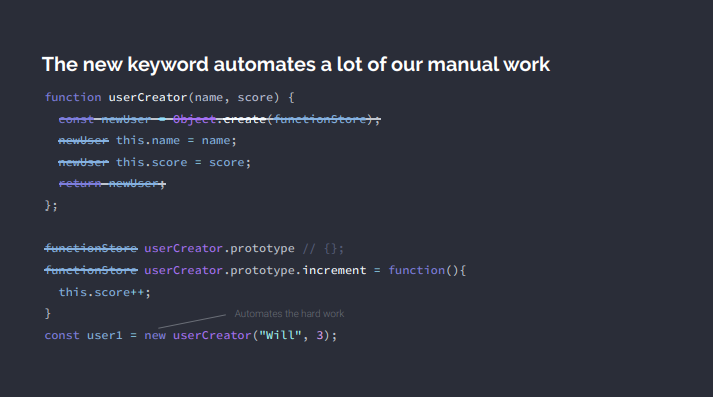 The new keyword automates a lot of our manual work
function userCreator(name, score) {
const newUser = Object.create(functionStore);
newUser this.name = name;
newUser this.score = score;
return newUser;
};
functionStore userCreator.prototype // {};
functionStore userCreator.prototype.increment = function(){
this.score++;
}
Automates the hard work
const user1 = new userCreator("Will", 3);